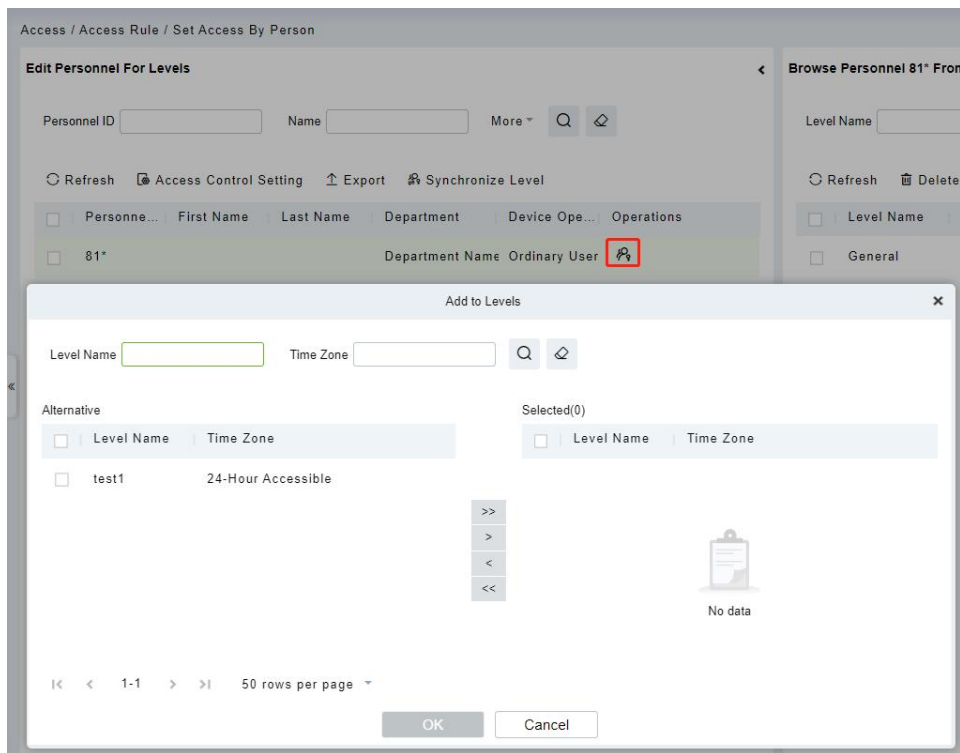 Access / Access Rule / Set Access By Person
Edit Personnel For Levels
Browse Personnel 81* From
Personnel ID Name More
Level Name
Refresh Access Control Setting Export Synchronize Level
Refresh Delete
Personne... First Name Last Name Department Device Ope... Operations
Level Name
81* Department Name Ordinary User
General
Add to Levels
Level Name Time Zone
Alternative
Selected(0)
Level Name Time Zone
Level Name Time Zone
test1 24-Hour Accessible
>>
>
<
<<
No data
1-1 50 rows per page
OK Cancel